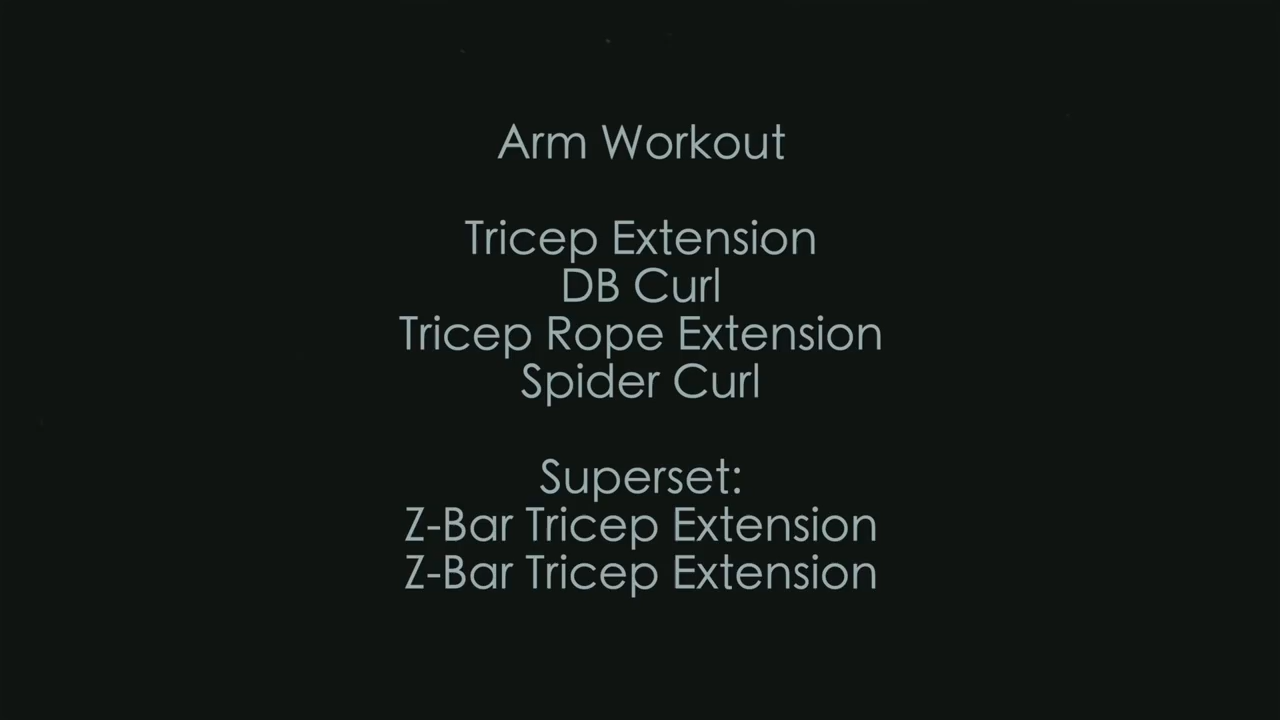 Arm Workout
Tricep Extension
DB Curl
Tricep Rope Extension
Spider Curl
Superset:
Z-Bar Tricep Extension
Z-Bar Tricep Extension